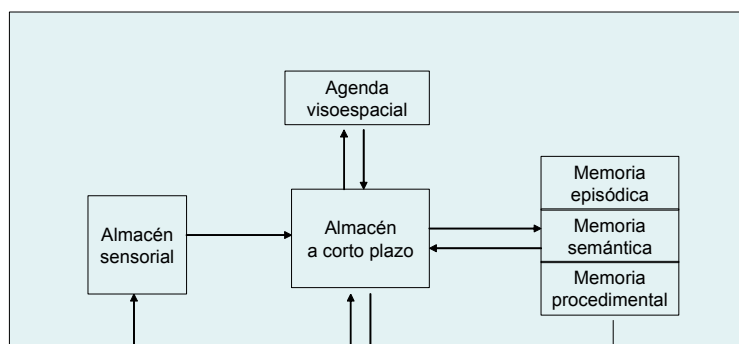 Agenda
visoespacial
Almacén
sensorial
Almacén
a corto plazo
Memoria
episódica
Memoria
semántica
Memoria
procedimental